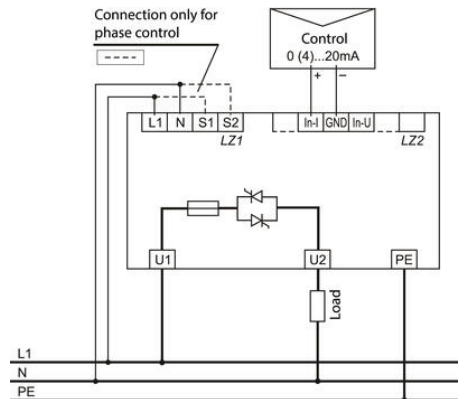 Connection only for
phase control
Control
0 (4)...20mA
+ −
L1 N S1 S2 In-I GND In-U
LZ1 LZ2
U1 U2 PE
Load
L1
N
PE